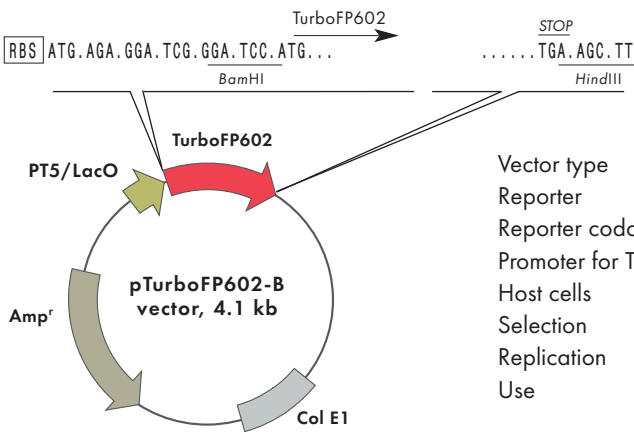 TurboFP602
RBS ATG.AGA.GGA.TCG.GGA.TCC.ATG...
BamHI
STOP
......TGA.AGC.TT
HindIII
TurboFP602
PT5/LacO
pTurboFP602-B
vector, 4.1 kb
Ampr
Col E1
Vector type
Reporter
Reporter codo
Promoter for T
Host cells
Selection
Replication
Use